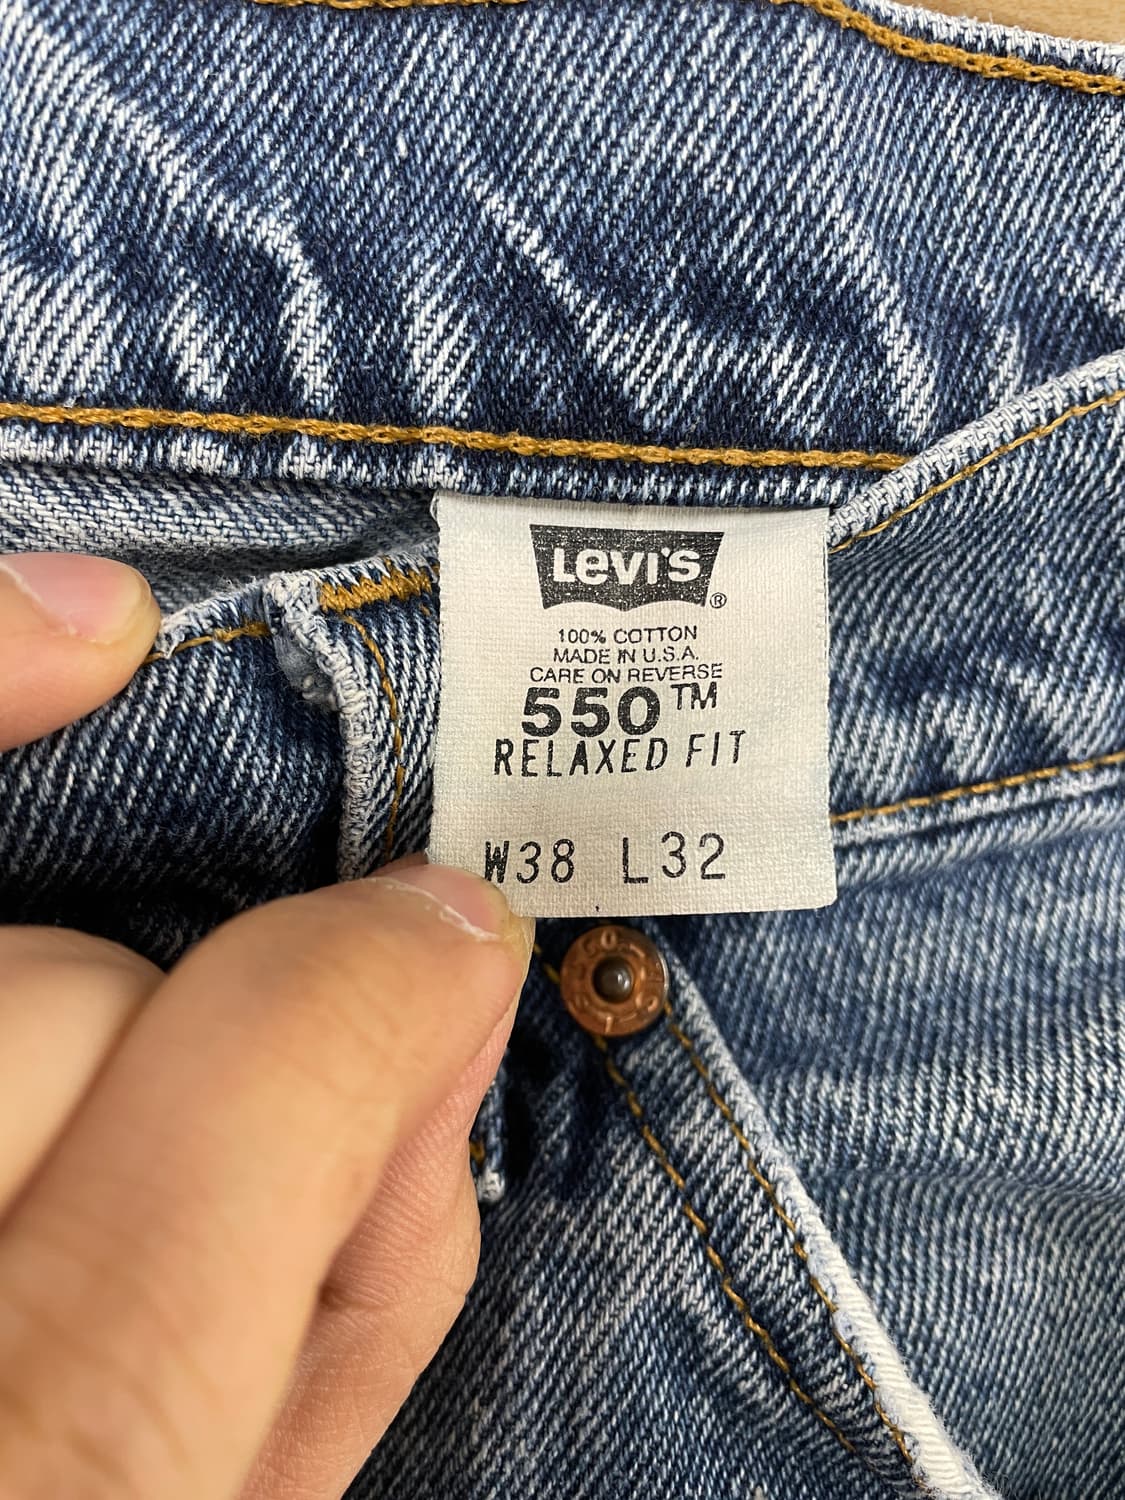 LEVI'S®
100% COTTON
MADE IN U.S.A.
CARE ON REVERSE
550™
RELAXED FIT
W38 L32